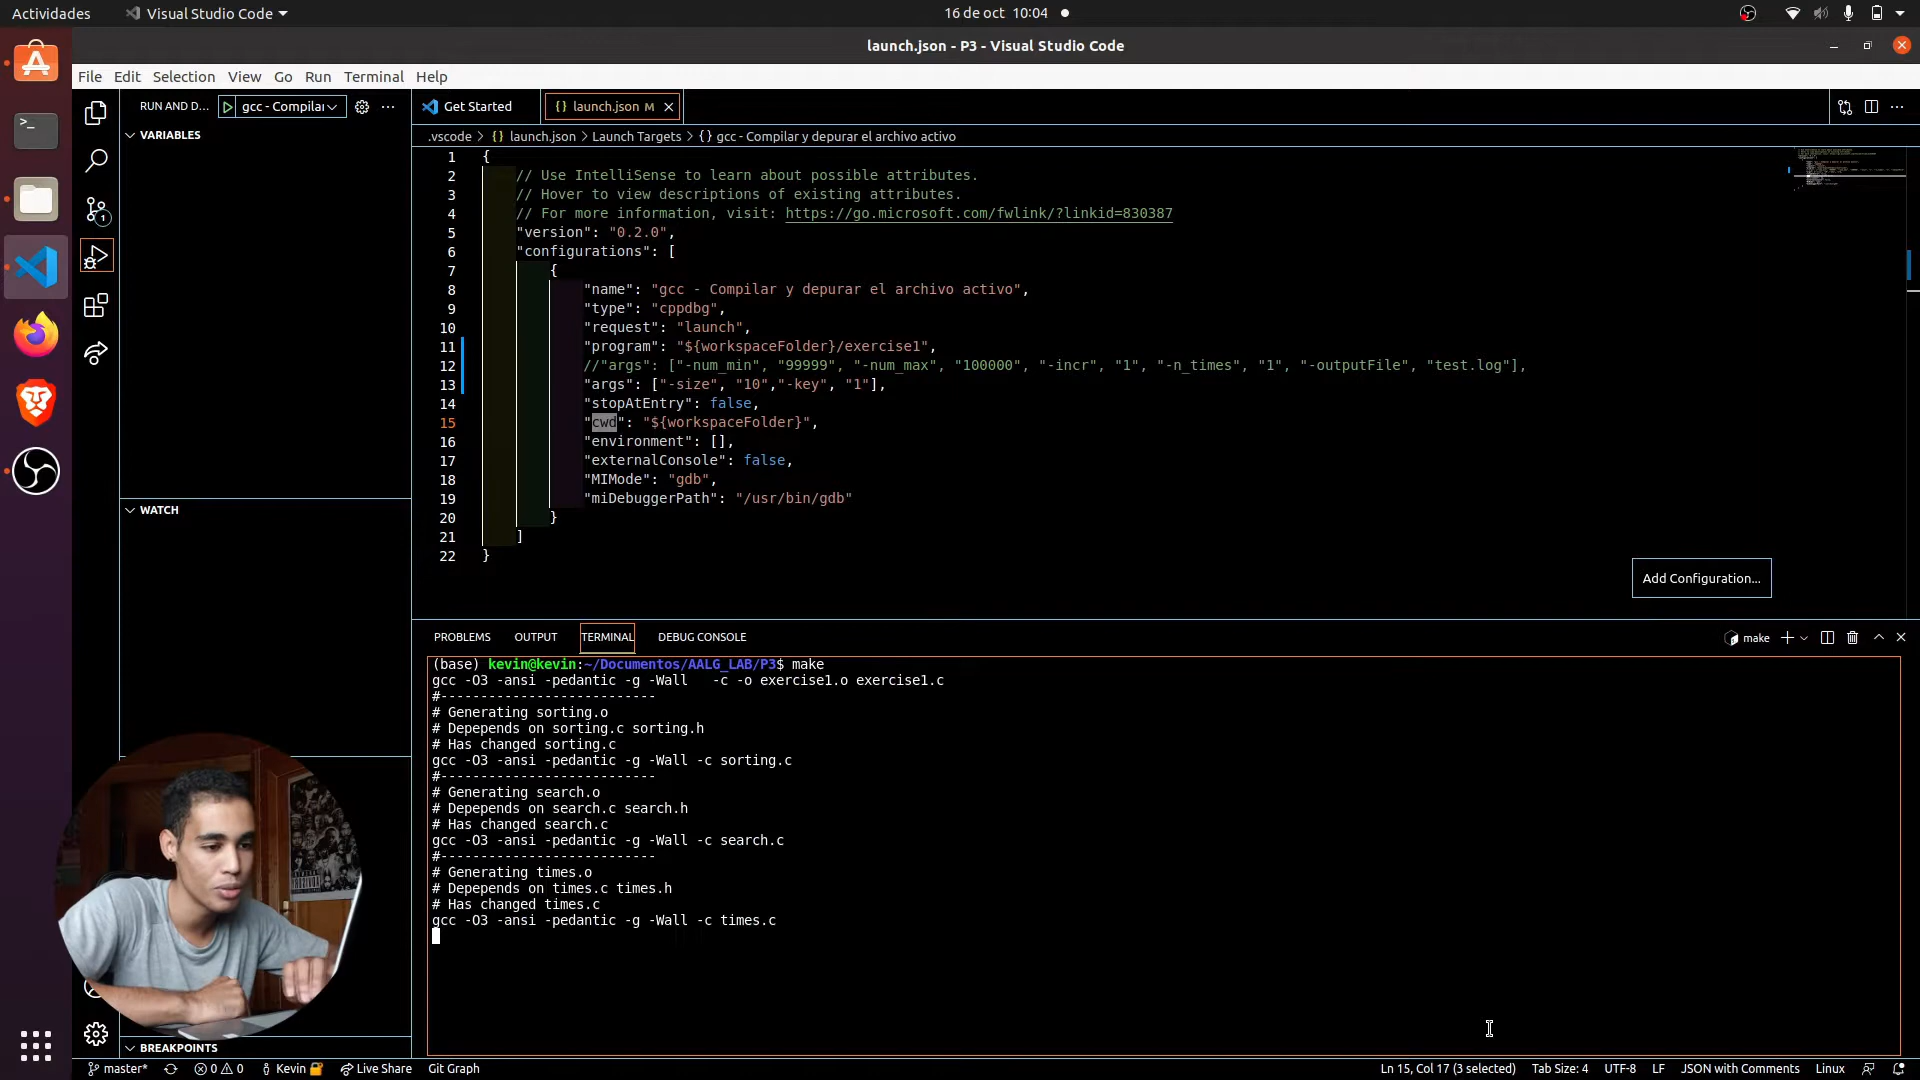 Actividades
Visual Studio Code
16 de oct 10:04
launch.json - P3 - Visual Studio Code
File Edit Selection View Go Run Terminal Help
RUN AND D... gcc - Compilar
Get Started
{} launch.json M
.vscode > {} launch.json > Launch Targets > {} gcc - Compilar y depurar el archivo activo
VARIABLES
1 {
2 // Use IntelliSense to learn about possible attributes.
3 // Hover to view descriptions of existing attributes.
4 // For more information, visit: https://go.microsoft.com/fwlink/?linkid=830387
5 "version": "0.2.0",
6 "configurations": [
7 {
8 "name": "gcc - Compilar y depurar el archivo activo",
9 "type": "cppdbg",
10 "request": "launch",
11 "program": "${workspaceFolder}/exercise1",
12 //"args": ["-num_min", "99999", "-num_max", "100000", "-incr", "1", "-n_times", "1", "-outputFile", "test.log"],
13 "args": ["-size", "10","-key", "1"],
14 "stopAtEntry": false,
15 "cwd": "${workspaceFolder}",
16 "environment": [],
17 "externalConsole": false,
18 "MIMode": "gdb",
19 "miDebuggerPath": "/usr/bin/gdb"
20 }
21 ]
22 }
WATCH
Add Configuration...
PROBLEMS OUTPUT TERMINAL DEBUG CONSOLE
make
(base) kevin@kevin:~/Documentos/AALG_LAB/P3$ make
gcc -O3 -ansi -pedantic -g -Wall   -c -o exercise1.o exercise1.c
#---------------------------
# Generating sorting.o
# Depepends on sorting.c sorting.h
# Has changed sorting.c
gcc -O3 -ansi -pedantic -g -Wall -c sorting.c
#---------------------------
# Generating search.o
# Depepends on search.c search.h
# Has changed search.c
gcc -O3 -ansi -pedantic -g -Wall -c search.c
#---------------------------
# Generating times.o
# Depepends on times.c times.h
# Has changed times.c
gcc -O3 -ansi -pedantic -g -Wall -c times.c
BREAKPOINTS
master* 0 0 Kevin Live Share Git Graph
Ln 15, Col 17 (3 selected) Tab Size: 4 UTF-8 LF JSON with Comments Linux